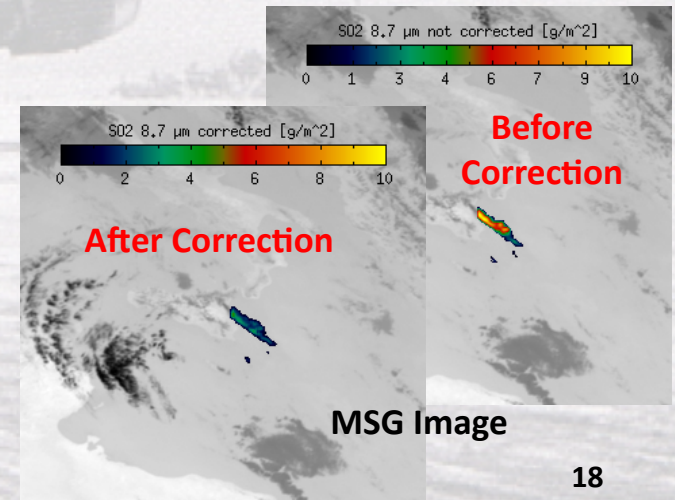 SO2 8.7 µm not corrected [g/m^2]
0 1 3 4 6 7 9 10
Before
Correction
SO2 8.7 µm corrected [g/m^2]
0 2 4 6 8 10
After Correction
MSG Image
18